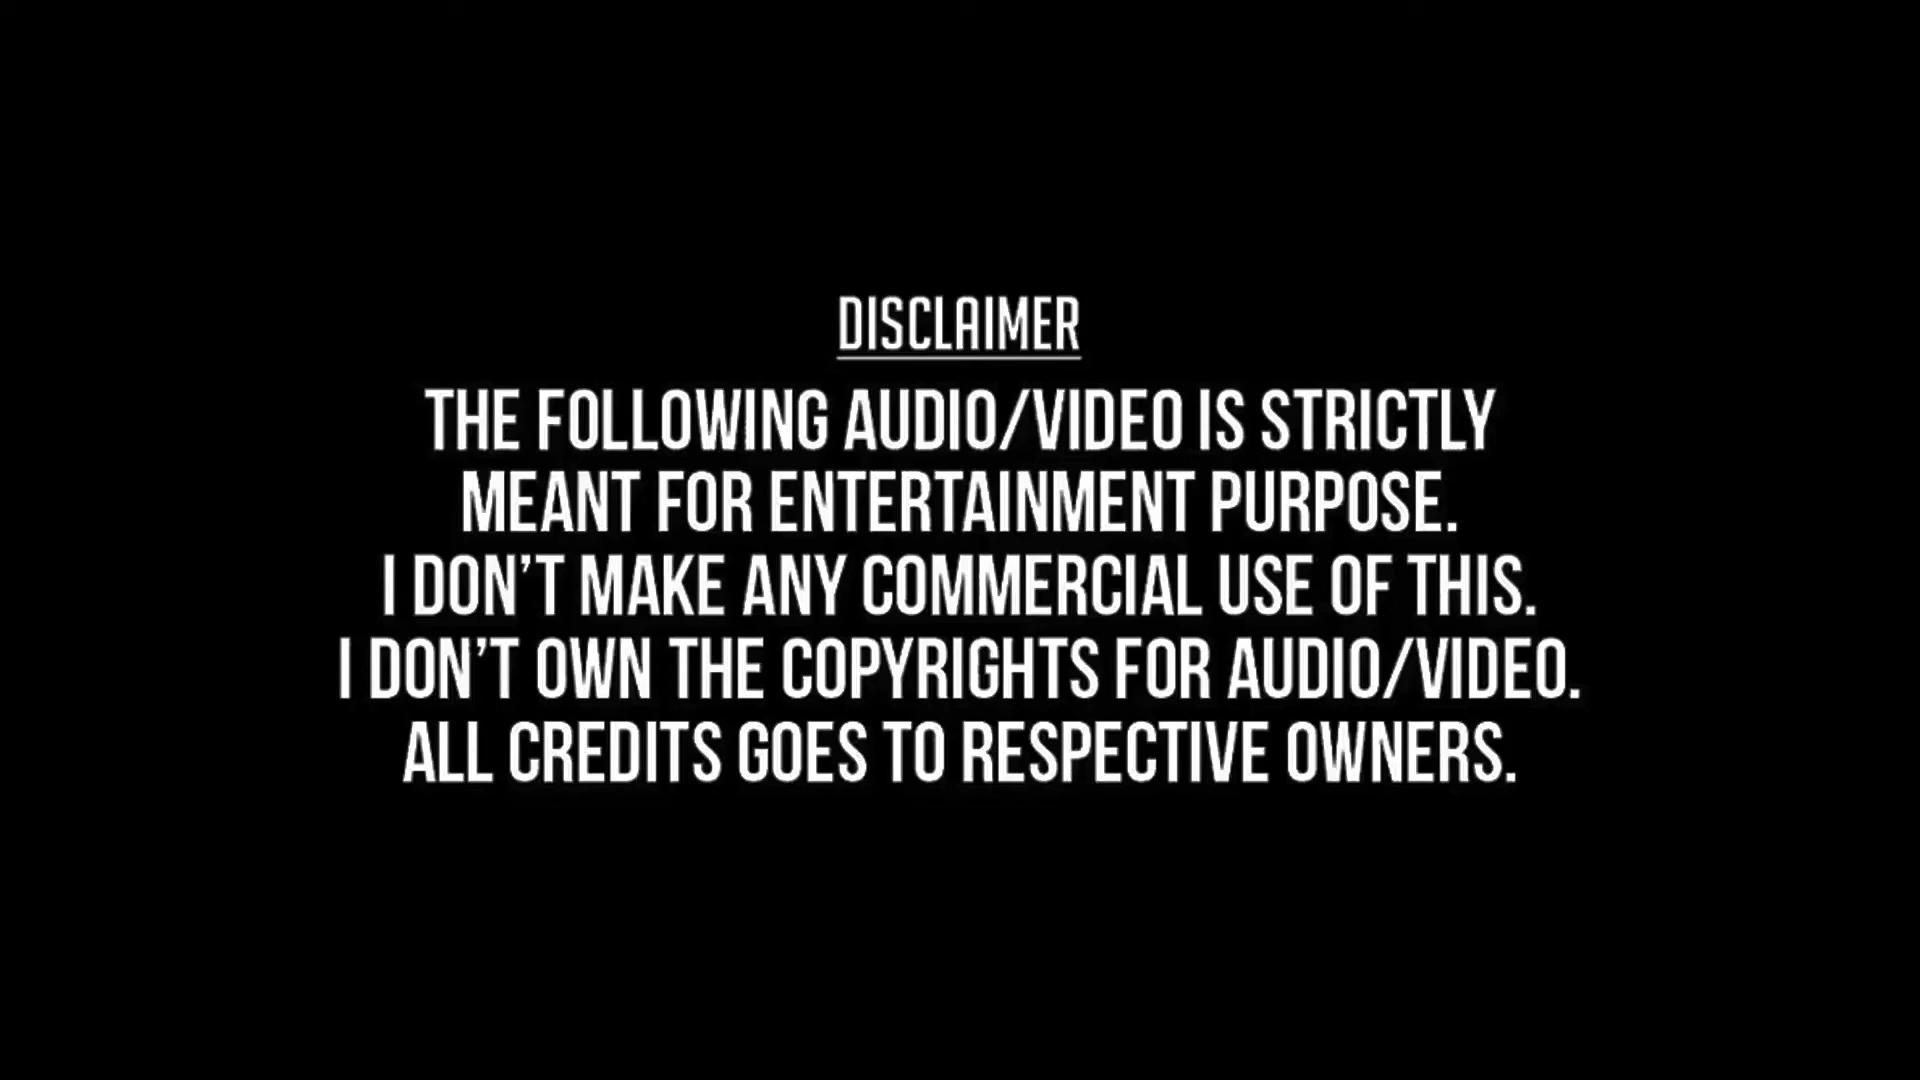 DISCLAIMER
THE FOLLOWING AUDIO/VIDEO IS STRICTLY
MEANT FOR ENTERTAINMENT PURPOSE.
I DON’T MAKE ANY COMMERCIAL USE OF THIS.
I DON’T OWN THE COPYRIGHTS FOR AUDIO/VIDEO.
ALL CREDITS GOES TO RESPECTIVE OWNERS.